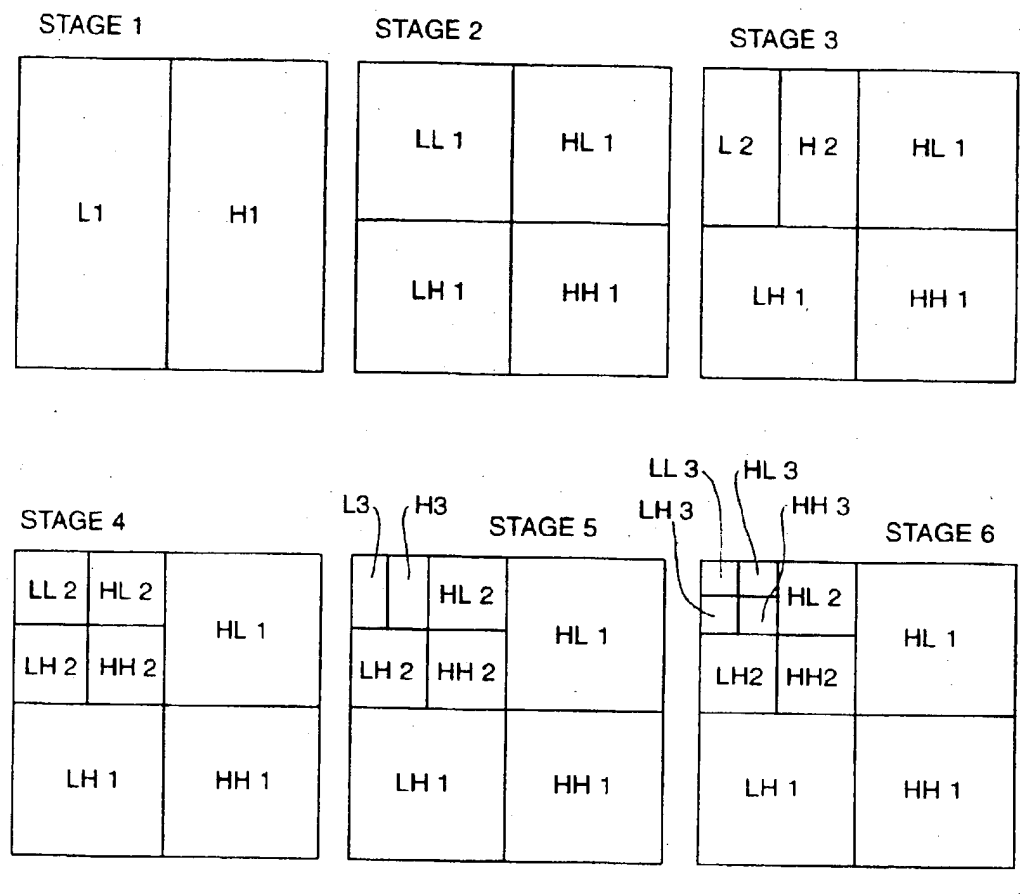 STAGE 1
L1 H1
STAGE 2
LL 1 HL 1
LH 1 HH 1
STAGE 3
L 2 H 2 HL 1
LH 1 HH 1
STAGE 4
LL 2 HL 2
HL 1
LH 2 HH 2
LH 1 HH 1
L3 H3
STAGE 5
HL 2
HL 1
LH 2 HH 2
LH 1 HH 1
LL 3 HL 3
LH 3 HH 3
STAGE 6
HL 2
HL 1
LH2 HH2
LH 1 HH 1